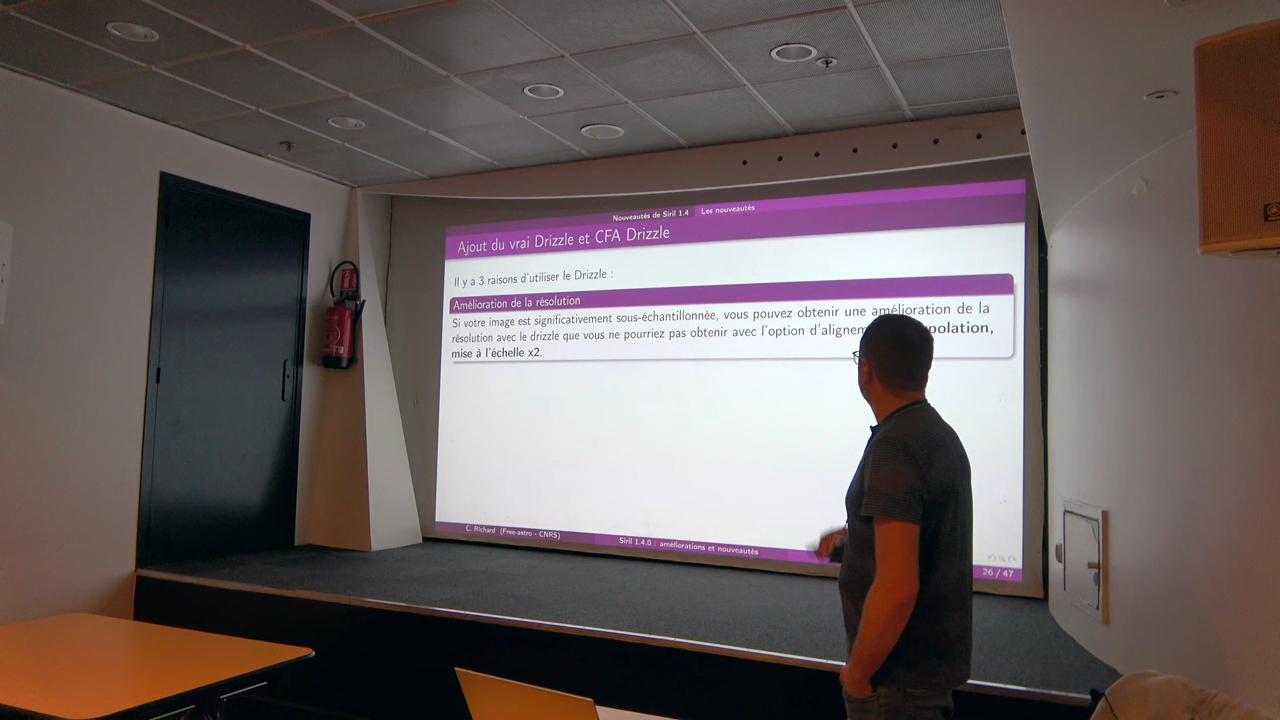 Nouveautés de Siril 1.4 Les nouveautés
Ajout du vrai Drizzle et CFA Drizzle
Il y a 3 raisons d'utiliser le Drizzle :
Amélioration de la résolution
Si votre image est significativement sous-échantillonnée, vous pouvez obtenir une amélioration de la
résolution avec le drizzle que vous ne pourriez pas obtenir avec l'option d'alignem polation,
mise à l'échelle x2.
C. Richard (Free-astro - CNRS)
Siril 1.4.0 : améliorations et nouveautés
26 / 47